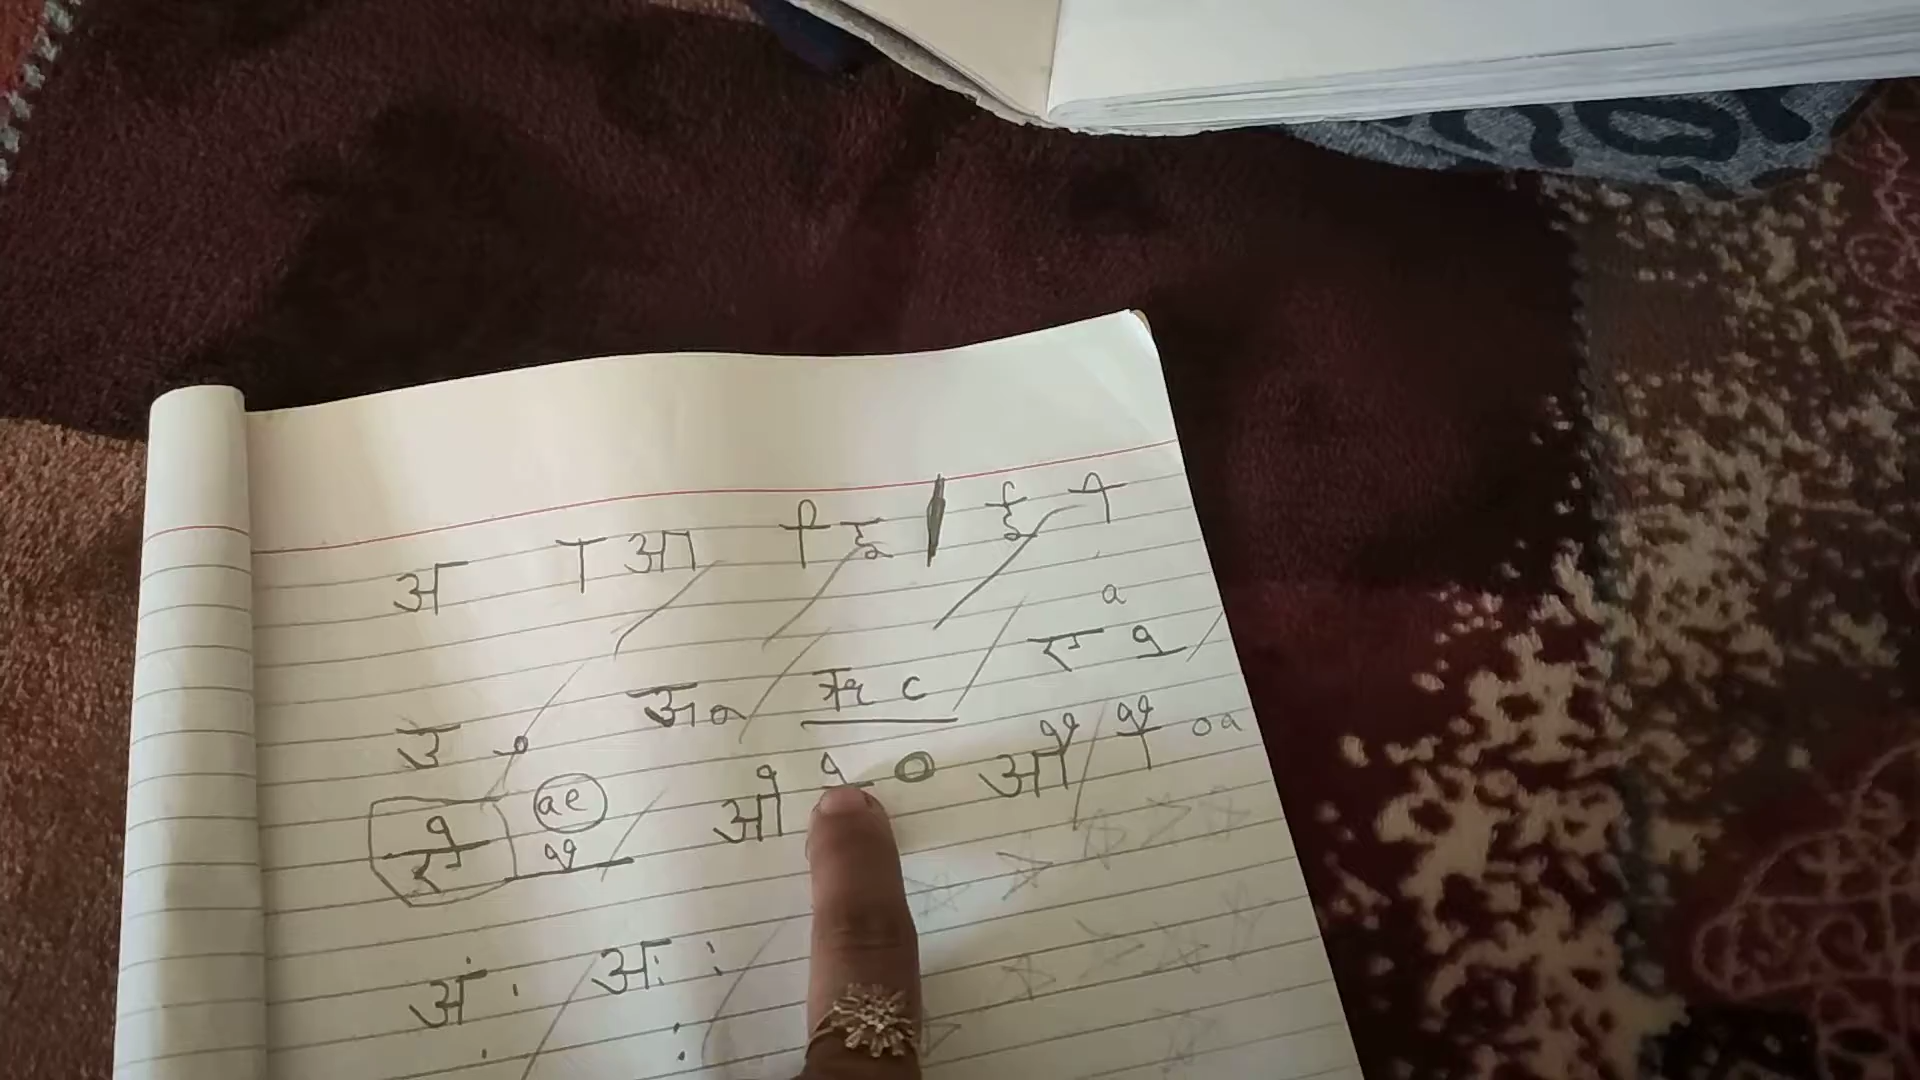 अ ा आ ि इ ई ी
a
उ ु ऊ ू ऋ ृ ए े
ऐ ae ै ओ ो o औ ौ oa
अं ं अः ः